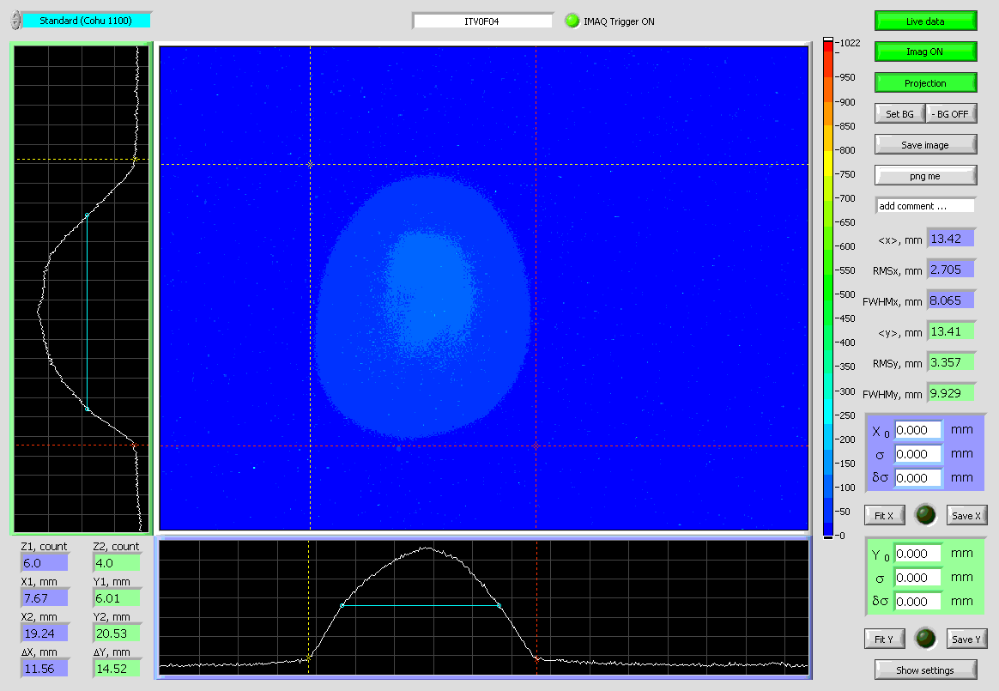 Standard (Cohu 1100)
ITV0F04
IMAQ Trigger ON
Live data
Imag ON
Projection
Set BG
- BG OFF
Save image
png me
add comment ...
1022
950
900
850
800
750
700
650
600
550
500
450
400
350
300
250
200
150
100
50
0
<x>, mm 13.42
RMSx, mm 2.705
FWHMx, mm 8.065
<y>, mm 13.41
RMSy, mm 3.357
FWHMy, mm 9.929
X 0 0.000 mm
σ 0.000 mm
δσ 0.000 mm
Fit X
Save X
Y 0 0.000 mm
σ 0.000 mm
δσ 0.000 mm
Fit Y
Save Y
Show settings
Z1, count Z2, count
6.0 4.0
X1, mm Y1, mm
7.67 6.01
X2, mm Y2, mm
19.24 20.53
ΔX, mm ΔY, mm
11.56 14.52